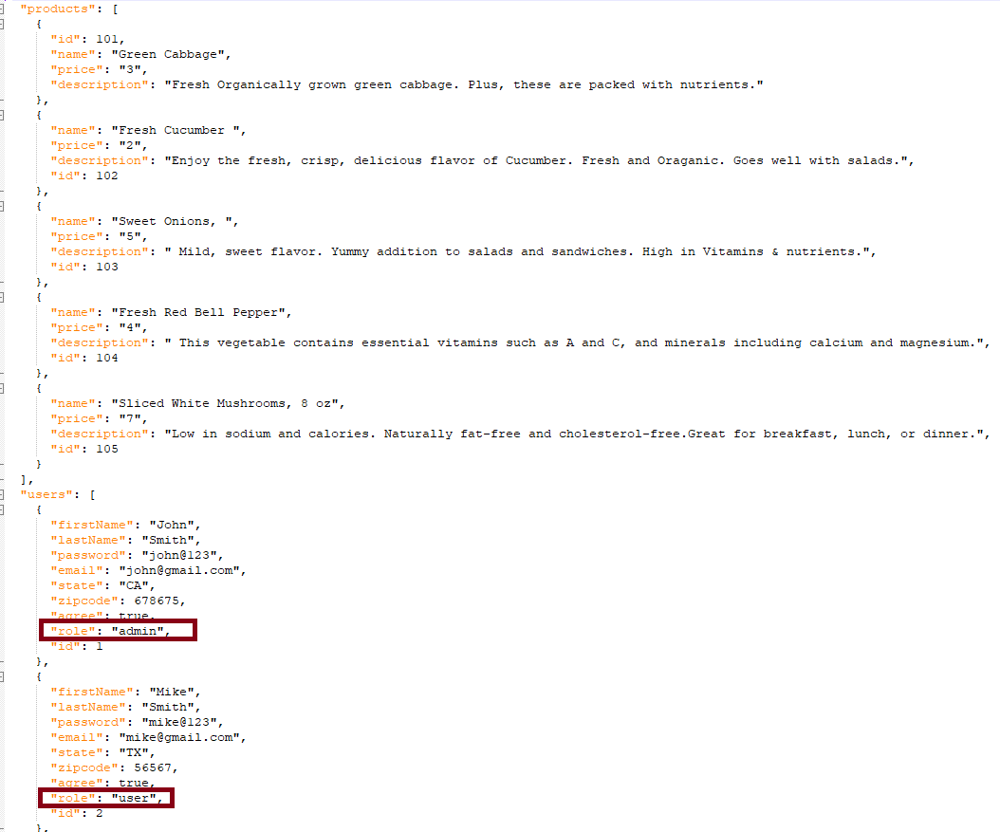 "products": [
{
"id": 101,
"name": "Green Cabbage",
"price": "3",
"description": "Fresh Organically grown green cabbage. Plus, these are packed with nutrients."
},
{
"name": "Fresh Cucumber ",
"price": "2",
"description": "Enjoy the fresh, crisp, delicious flavor of Cucumber. Fresh and Oraganic. Goes well with salads.",
"id": 102
},
{
"name": "Sweet Onions, ",
"price": "5",
"description": " Mild, sweet flavor. Yummy addition to salads and sandwiches. High in Vitamins & nutrients.",
"id": 103
},
{
"name": "Fresh Red Bell Pepper",
"price": "4",
"description": " This vegetable contains essential vitamins such as A and C, and minerals including calcium and magnesium.",
"id": 104
},
{
"name": "Sliced White Mushrooms, 8 oz",
"price": "7",
"description": "Low in sodium and calories. Naturally fat-free and cholesterol-free.Great for breakfast, lunch, or dinner.",
"id": 105
}
],
"users": [
{
"firstName": "John",
"lastName": "Smith",
"password": "john@123",
"email": "john@gmail.com",
"state": "CA",
"zipcode": 678675,
"agree": true,
"role": "admin",
"id": 1
},
{
"firstName": "Mike",
"lastName": "Smith",
"password": "mike@123",
"email": "mike@gmail.com",
"state": "TX",
"zipcode": 56567,
"agree": true,
"role": "user",
"id": 2
},